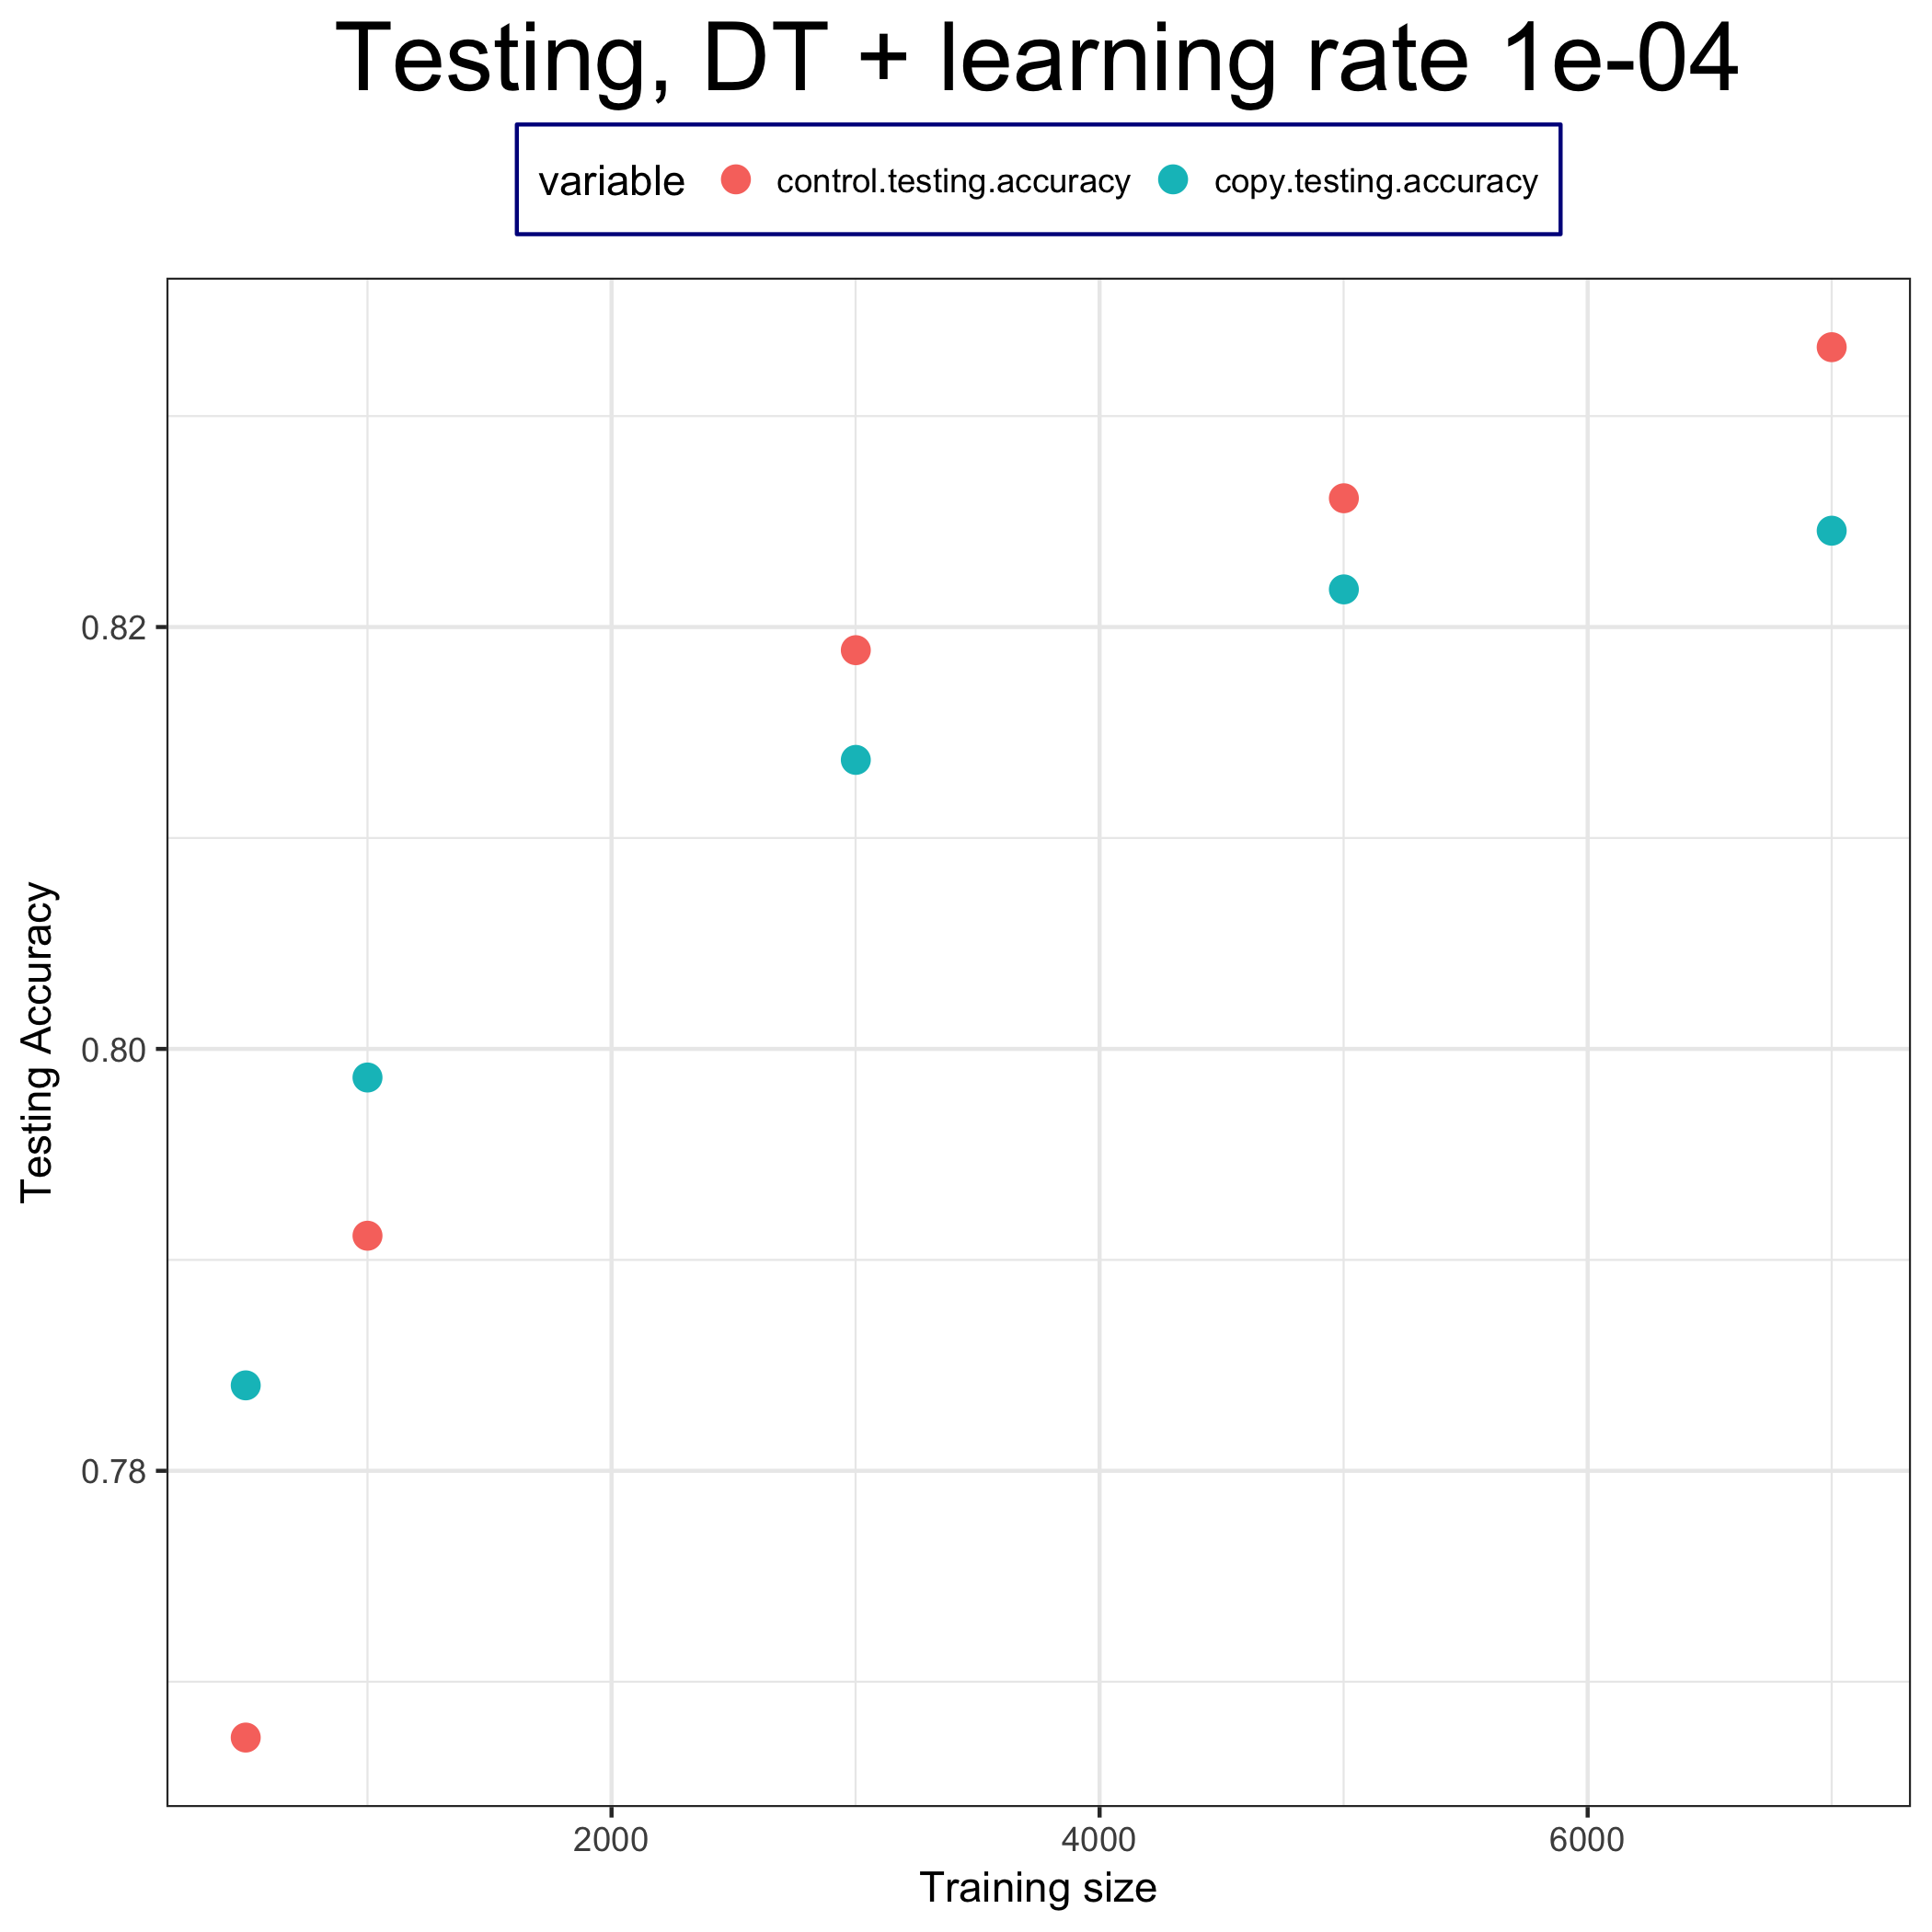 Testing, DT + learning rate 1e-04
variable control.testing.accuracy copy.testing.accuracy
Testing Accuracy
0.82
0.80
0.78
2000 4000 6000
Training size